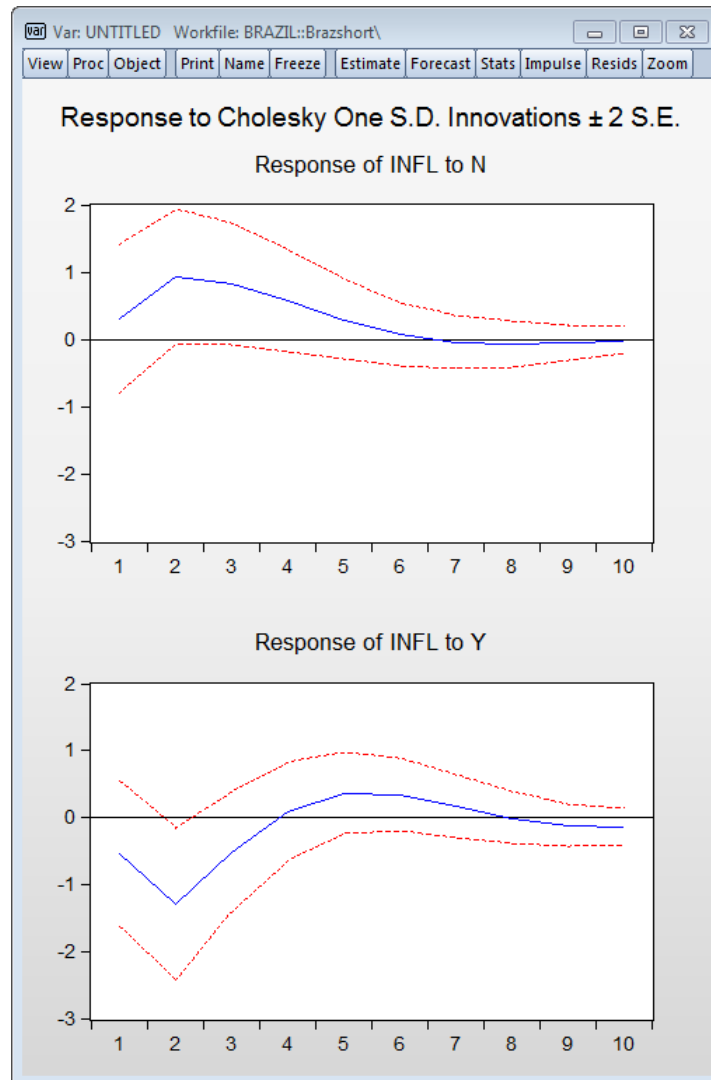 var Var: UNTITLED Workfile: BRAZIL::Brazshort\
View Proc Object Print Name Freeze Estimate Forecast Stats Impulse Resids Zoom
Response to Cholesky One S.D. Innovations ± 2 S.E.
Response of INFL to N
2
1
0
-1
-2
-3
1 2 3 4 5 6 7 8 9 10
Response of INFL to Y
2
1
0
-1
-2
-3
1 2 3 4 5 6 7 8 9 10